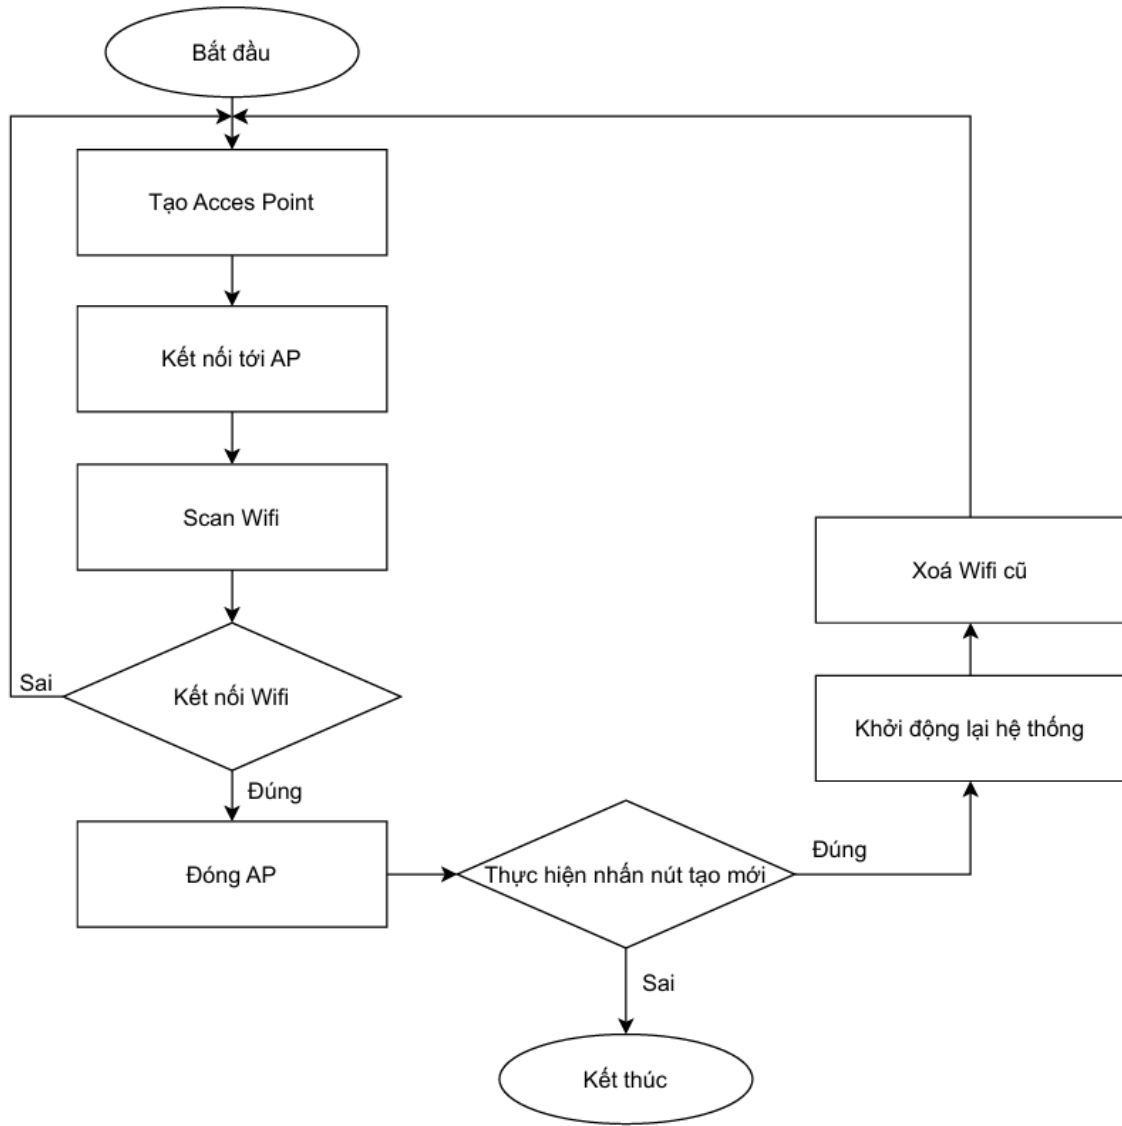 Bắt đầu
Tạo Acces Point
Kết nối tới AP
Scan Wifi
Sai
Kết nối Wifi
Đúng
Đóng AP
Thực hiện nhấn nút tạo mới
Đúng
Khởi động lại hệ thống
Xoá Wifi cũ
Sai
Kết thúc